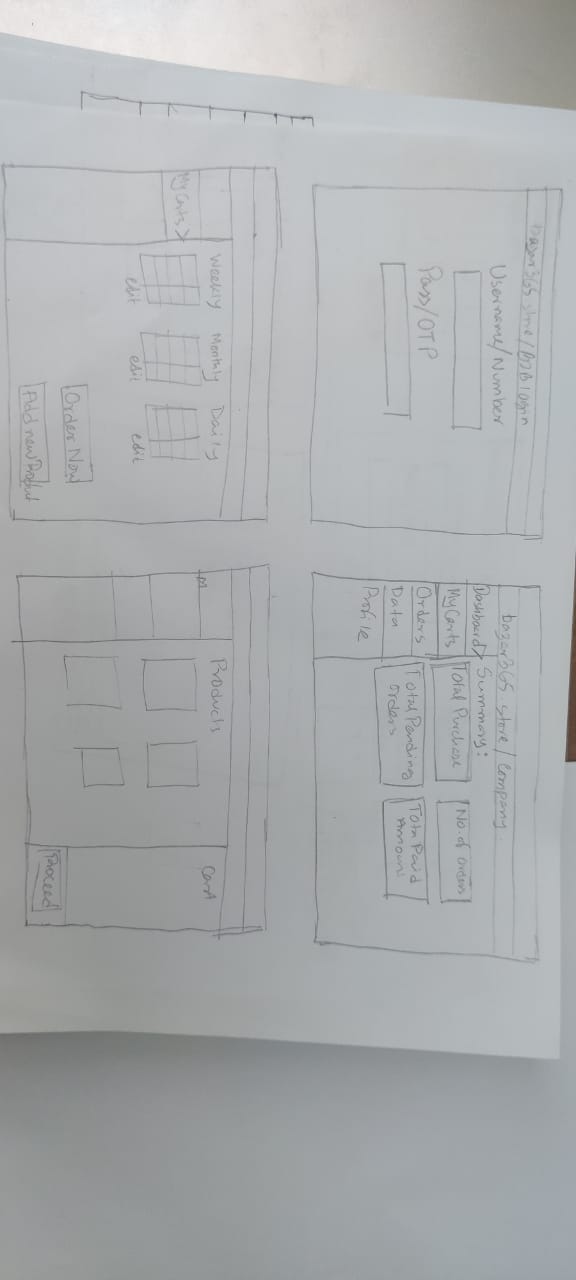 bazar365 store/B2B login
Username/Number
Pass/OTP
bazar365.store/company
Dashboard> Summary:
My Carts
Orders
Data
Profile
Total Purchase
No. of orders
Total Pending
orders
Totn Paid
Amount
Weekly Monthly Daily
My Carts >
edit edit edit
Order Now
Add new Product
M
Products
Cart
Proceed